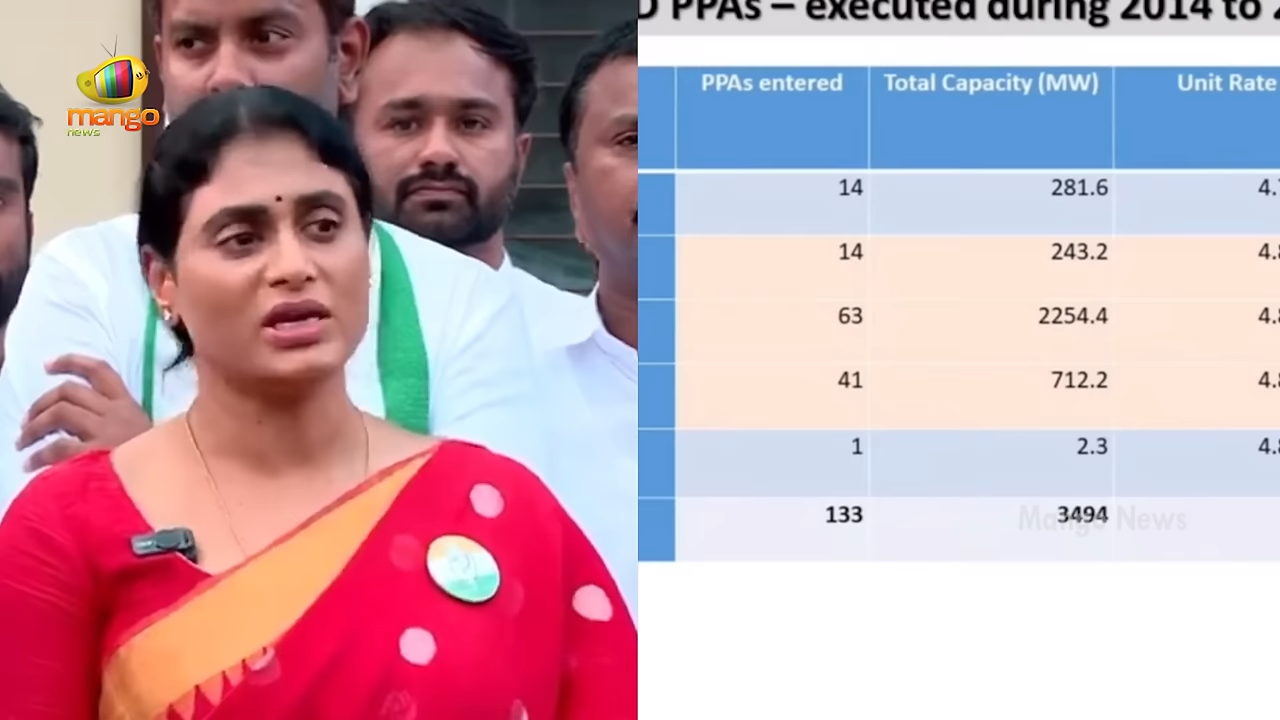 mango
news
PPAs – executed during 2014 to
PPAs entered
Total Capacity (MW)
Unit Rate
14
281.6
14
243.2
63
2254.4
41
712.2
1
2.3
133
3494
Mango News